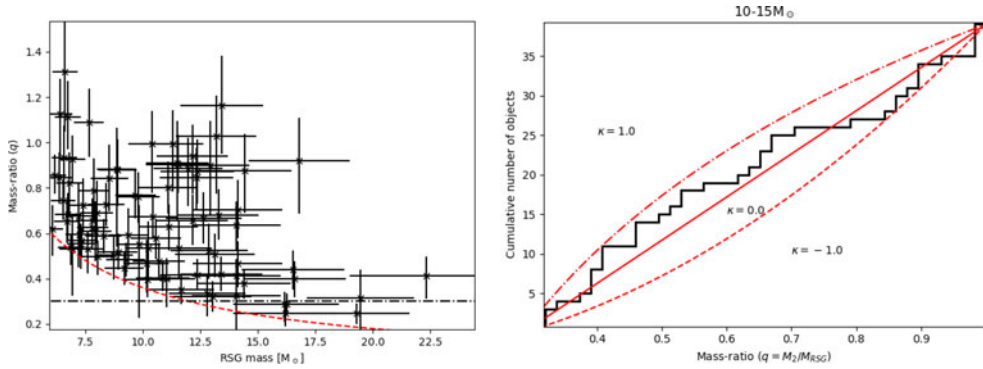 1.4
1.2
1.0
0.8
0.6
0.4
0.2
Mass-ratio (q)
7.5 10.0 12.5 15.0 17.5 20.0 22.5
RSG mass [M☉]
10-15M☉
35
30
25
20
15
10
5
Cumulative number of objects
κ = 1.0
κ = 0.0
κ = −1.0
0.4 0.5 0.6 0.7 0.8 0.9
Mass-ratio (q = M₂/M_RSG)